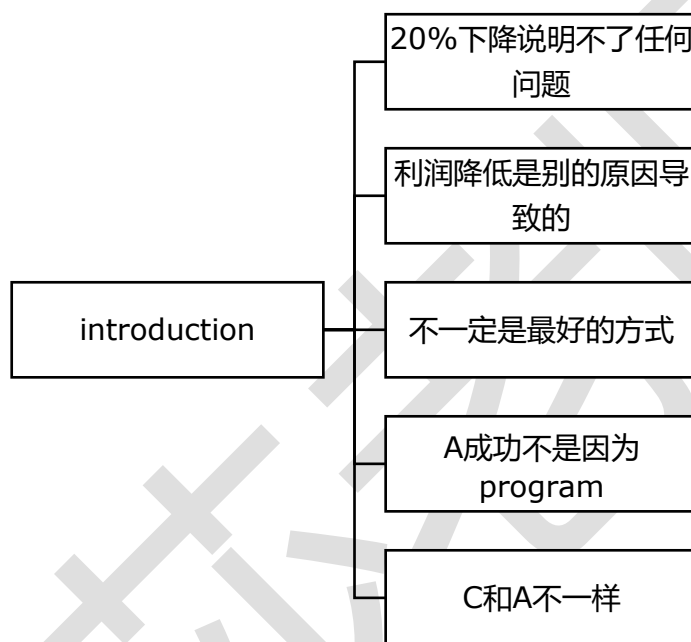 20%下降说明不了任何
问题
利润降低是别的原因导
致的
introduction
不一定是最好的方式
A成功不是因为
program
C和A不一样